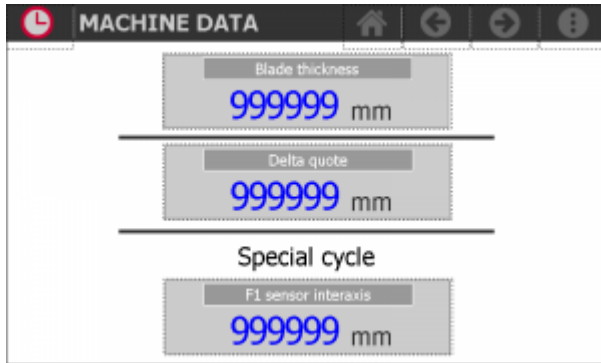 MACHINE DATA
Blade thickness
999999 mm
Delta quote
999999 mm
Special cycle
F1 sensor interaxis
999999 mm